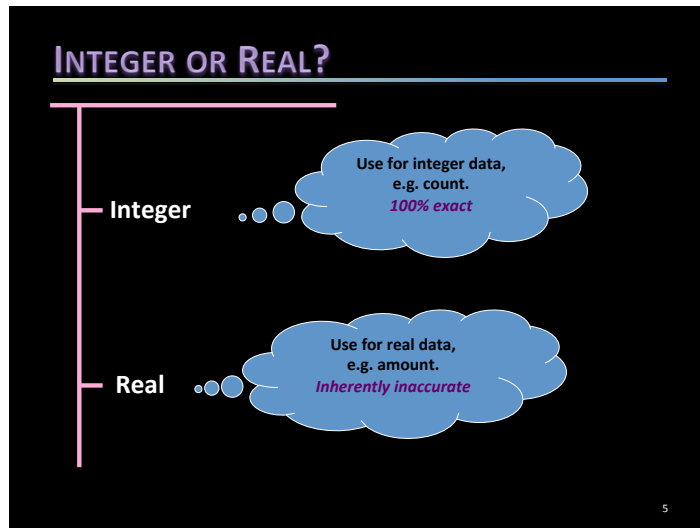 INTEGER OR REAL?
Integer
Use for integer data,
e.g. count.
100% exact
Real
Use for real data,
e.g. amount.
Inherently inaccurate
5